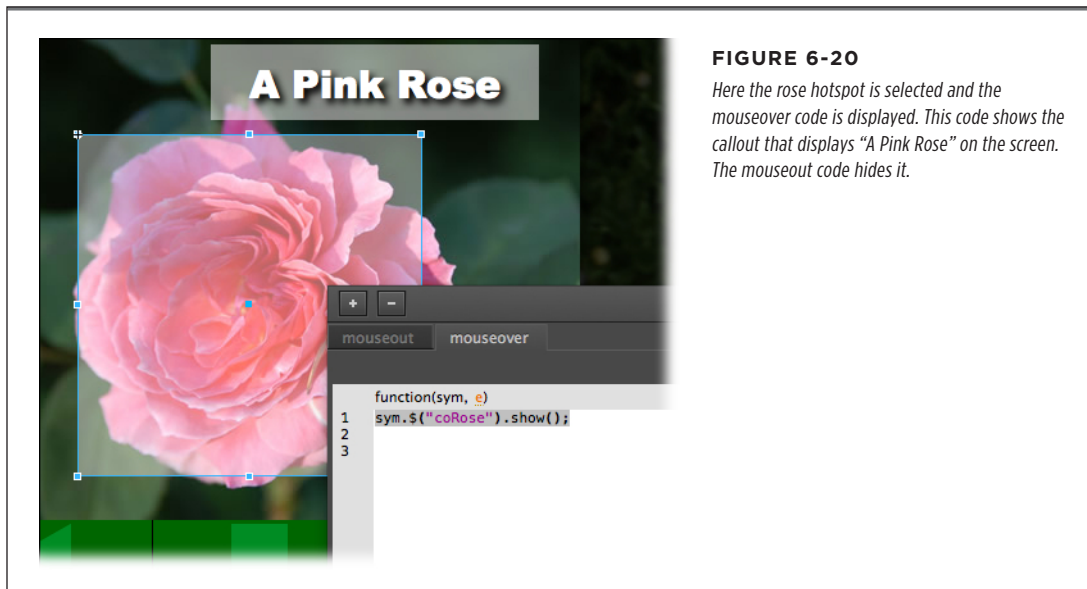 A Pink Rose
FIGURE 6-20
Here the rose hotspot is selected and the
mouseover code is displayed. This code shows the
callout that displays “A Pink Rose” on the screen.
The mouseout code hides it.
+ -
mouseout mouseover
function(sym, e)
1 sym.$("coRose").show();
2
3